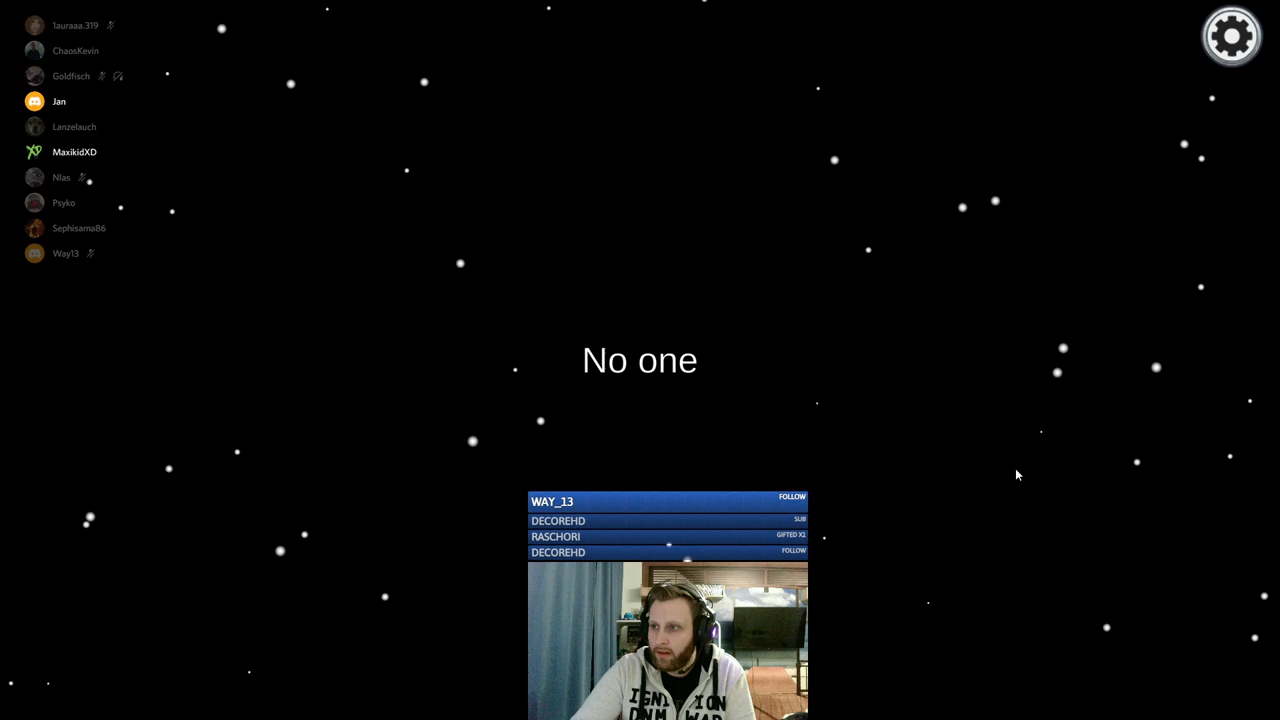 1auraaa.319
ChaosKevin
Goldfisch
Jan
Lanzelauch
MaxikidXD
Nlas
Psyko
Sephisama86
Way13
No one
WAY_13 FOLLOW
DECOREHD SUB
RASCHORI GIFTED X1
DECOREHD FOLLOW
IGNITION